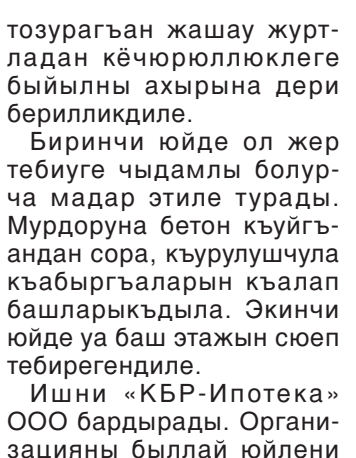 тозурагъан жашау журт-
ладан кёчюрюллюклеге
быйылны ахырына дери
берилликдиле.
Биринчи юйде ол жер
тебиуге чыдамлы болур-
ча мадар этиле турады.
Мурдоруна бетон къуйгъ-
андан сора, къурулушчула
къабыргъаларын къалап
башларыкъдыла. Экинчи
юйде уа баш этажын сюеп
тебирегендиле.
Ишни «КБР-Ипотека»
ООО бардырады. Органи-
зацияны быллай юйлени